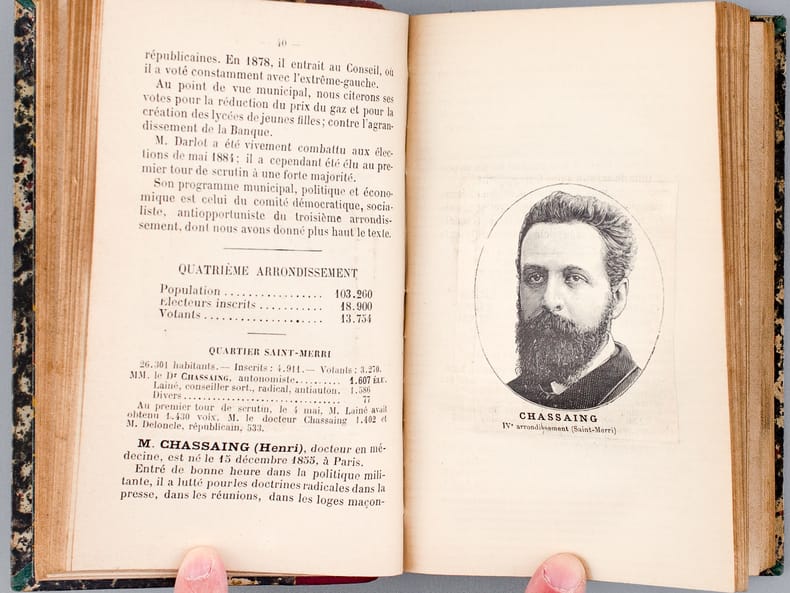 — 40 —
républicaines. En 1878, il entrait au Conseil, où
il a voté constamment avec l'extrême-gauche.
Au point de vue municipal, nous citerons ses
votes pour la réduction du prix du gaz et pour la
création des lycées de jeunes filles; contre l'agran-
dissement de la Banque.
M. Darlot a été vivement combattu aux élec-
tions de mai 1884; il a cependant été élu au pre-
mier tour de scrutin à une forte majorité.
Son programme municipal, politique et écono-
mique est celui du comité démocratique, socia-
liste, antiopportuniste du troisième arrondis-
sement, dont nous avons donné plus haut le texte.
QUATRIÈME ARRONDISSEMENT
Population .................. 103.260
Electeurs inscrits ............ 18.900
Votants ..................... 13.754
QUARTIER SAINT-MERRI
26.301 habitants. — Inscrits: 4.911. — Votants: 3.270.
MM. le Dr CHASSAING, autonomiste.......... 1.607 ÉLU.
Lainé, conseiller sort., radical, antiauton. 1.586
Divers .............................. 77
Au premier tour de scrutin, le 4 mai, M. Lainé avait
obtenu 1.430 voix, M. le docteur Chassaing 1.402 et
M. Deloncle, républicain, 533.
M. CHASSAING (Henri), docteur en mé-
decine, est né le 15 décembre 1855, à Paris.
Entré de bonne heure dans la politique mili-
tante, il a lutté pour les doctrines radicales dans la
presse, dans les réunions, dans les loges maçon-
CHASSAING
IVe arrondissement (Saint-Merri)